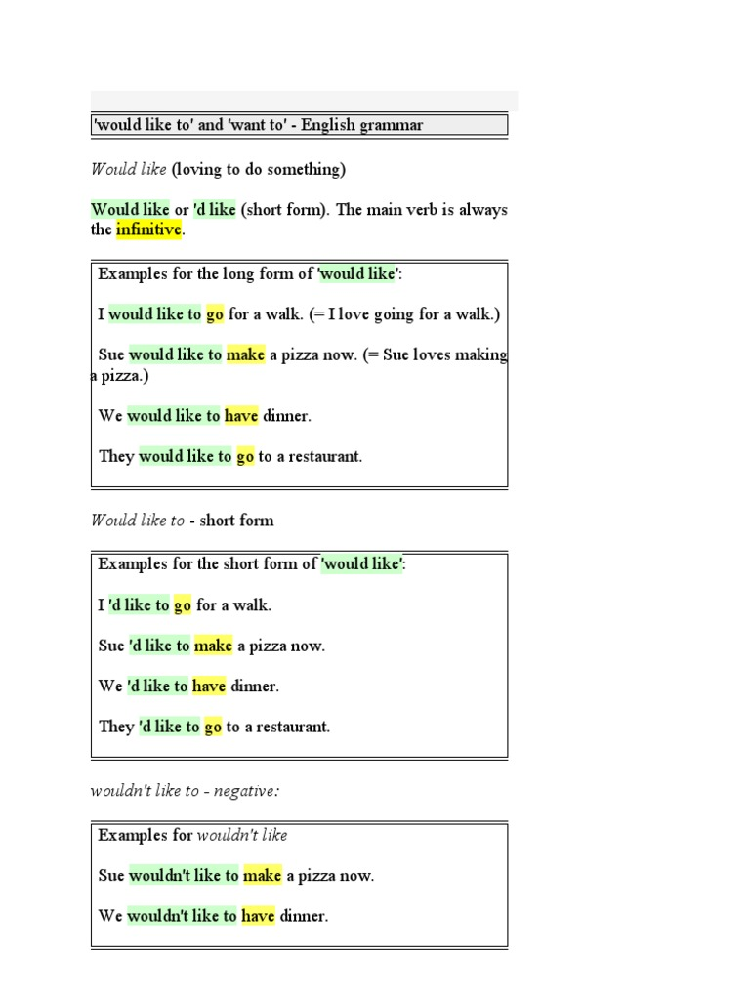 'would like to' and 'want to' - English grammar
Would like (loving to do something)
Would like or 'd like (short form). The main verb is always
the infinitive.
Examples for the long form of 'would like':
I would like to go for a walk. (= I love going for a walk.)
Sue would like to make a pizza now. (= Sue loves making
a pizza.)
We would like to have dinner.
They would like to go to a restaurant.
Would like to - short form
Examples for the short form of 'would like':
I 'd like to go for a walk.
Sue 'd like to make a pizza now.
We 'd like to have dinner.
They 'd like to go to a restaurant.
wouldn't like to - negative:
Examples for wouldn't like
Sue wouldn't like to make a pizza now.
We wouldn't like to have dinner.